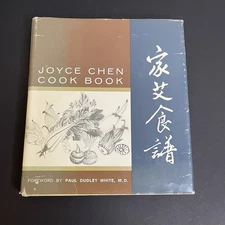 JOYCE CHEN
COOK BOOK
FOREWORD BY PAUL DUDLEY WHITE, M.D.
家艾食譜